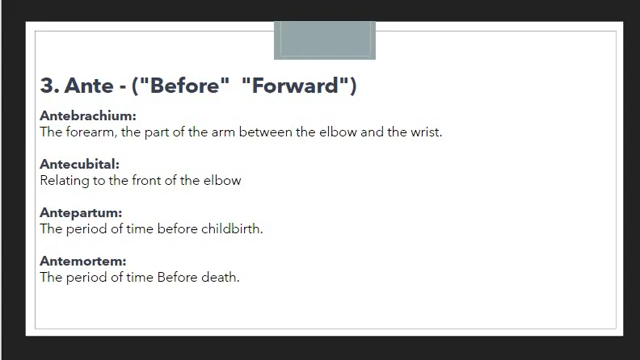 3. Ante - ("Before" "Forward")
Antebrachium:
The forearm, the part of the arm between the elbow and the wrist.
Antecubital:
Relating to the front of the elbow
Antepartum:
The period of time before childbirth.
Antemortem:
The period of time Before death.